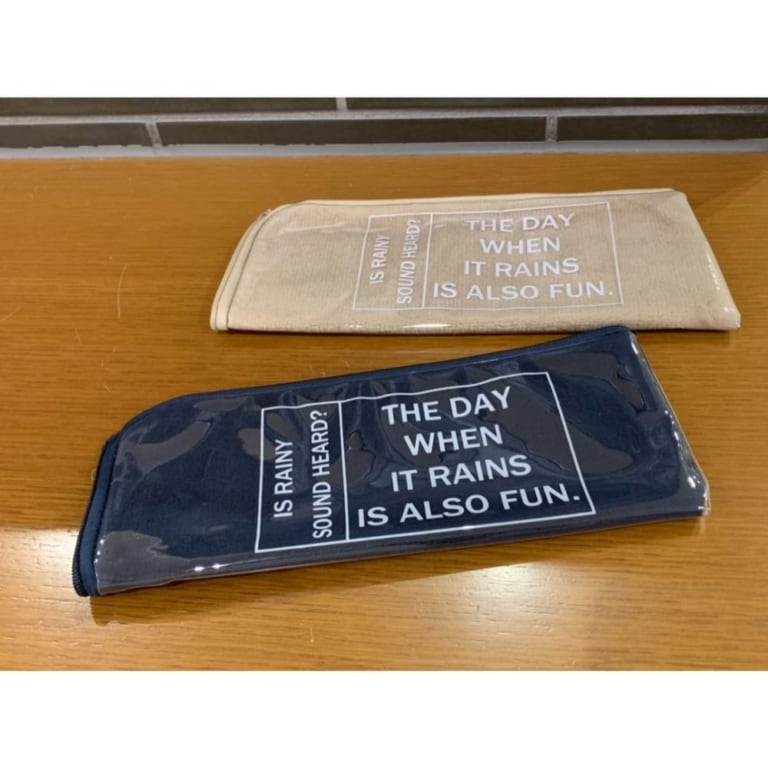 IS RAINY
SOUND HEARD?
THE DAY
WHEN
IT RAINS
IS ALSO FUN.
IS RAINY
SOUND HEARD?
THE DAY
WHEN
IT RAINS
IS ALSO FUN.